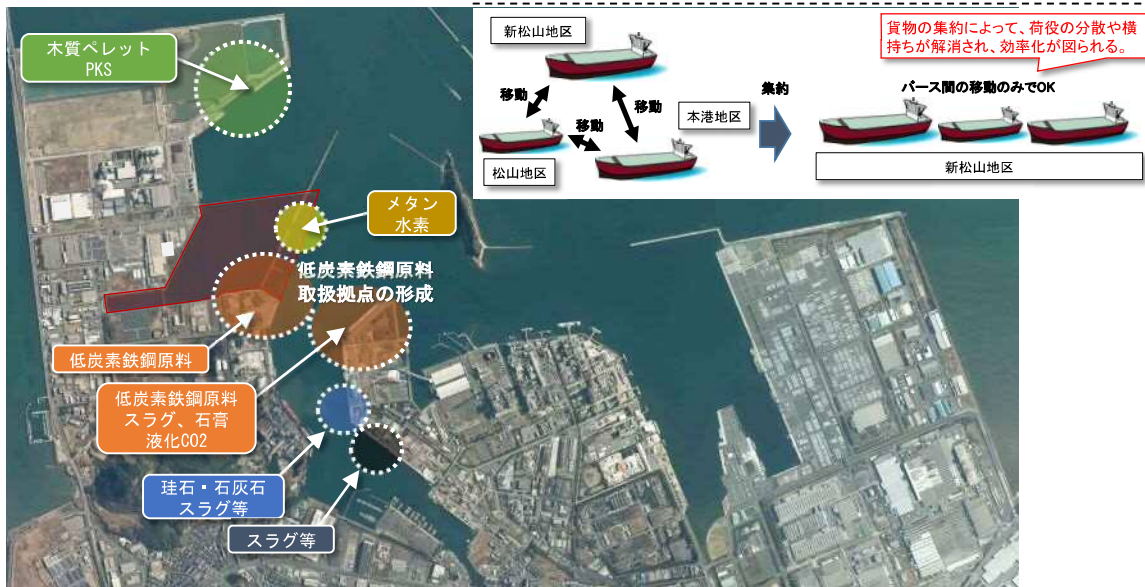 木質ペレット
PKS
メタン
水素
低炭素鉄鋼原料
取扱拠点の形成
低炭素鉄鋼原料
低炭素鉄鋼原料
スラグ、石膏
液化CO2
珪石・石灰石
スラグ等
スラグ等
新松山地区
移動
移動
本港地区
移動
松山地区
集約
貨物の集約によって、荷役の分散や横
持ちが解消され、効率化が図られる。
バース間の移動のみでOK
新松山地区